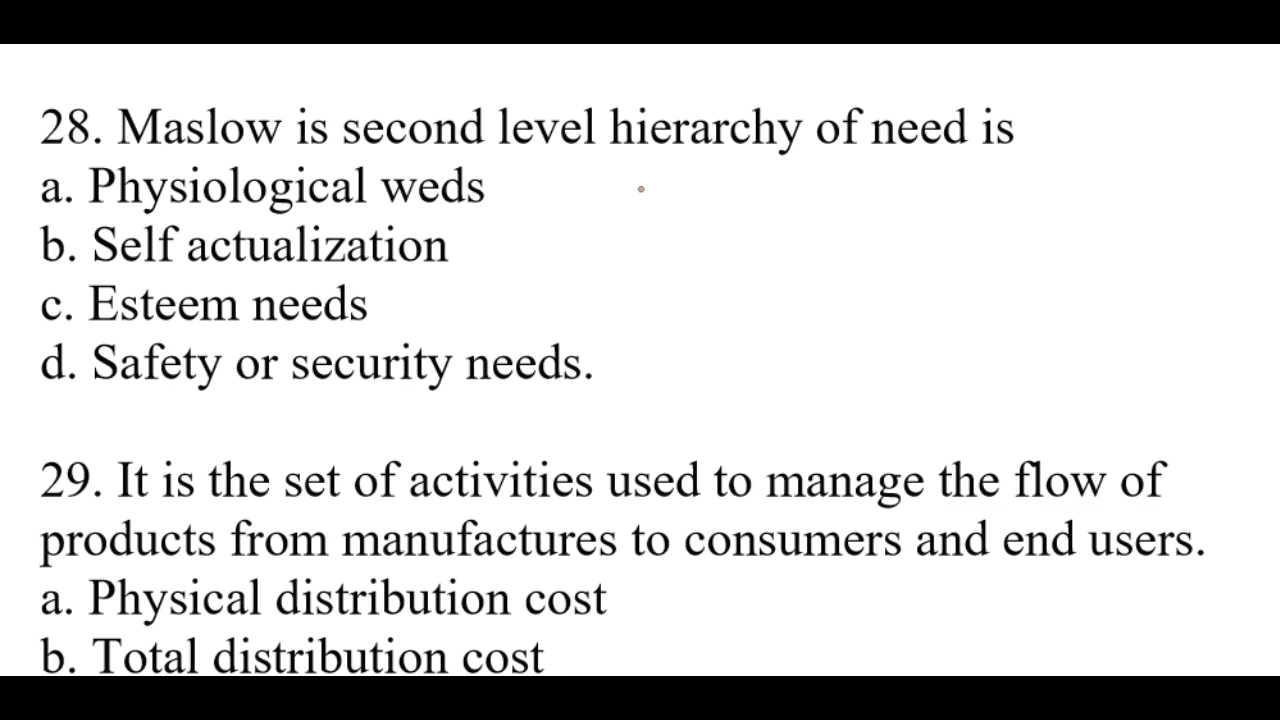 28. Maslow is second level hierarchy of need is
a. Physiological weds
b. Self actualization
c. Esteem needs
d. Safety or security needs.
29. It is the set of activities used to manage the flow of
products from manufactures to consumers and end users.
a. Physical distribution cost
b. Total distribution cost